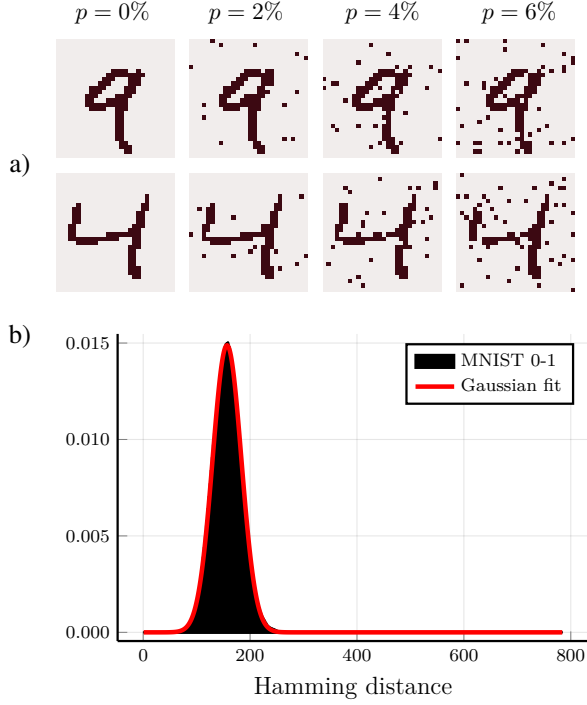 p = 0% p = 2% p = 4% p = 6%
a)
b)
0.015
MNIST 0-1
Gaussian fit
0.010
0.005
0.000
0 200 400 600 800
Hamming distance